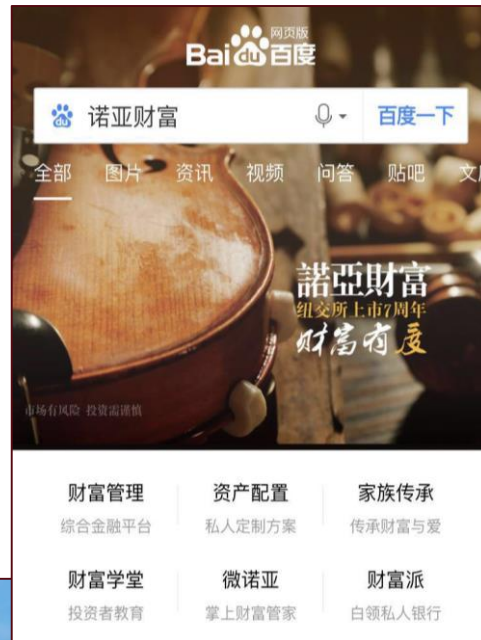 网页版
Bai du 百度
du 诺亚财富 百度一下
全部 图片 资讯 视频 问答 贴吧
諾亞財富
纽交所上市7周年
财富有度
市场有风险 投资需谨慎
财富管理 资产配置 家族传承
综合金融平台 私人定制方案 传承财富与爱
财富学堂 微诺亚 财富派
投资者教育 掌上财富管家 白领私人银行